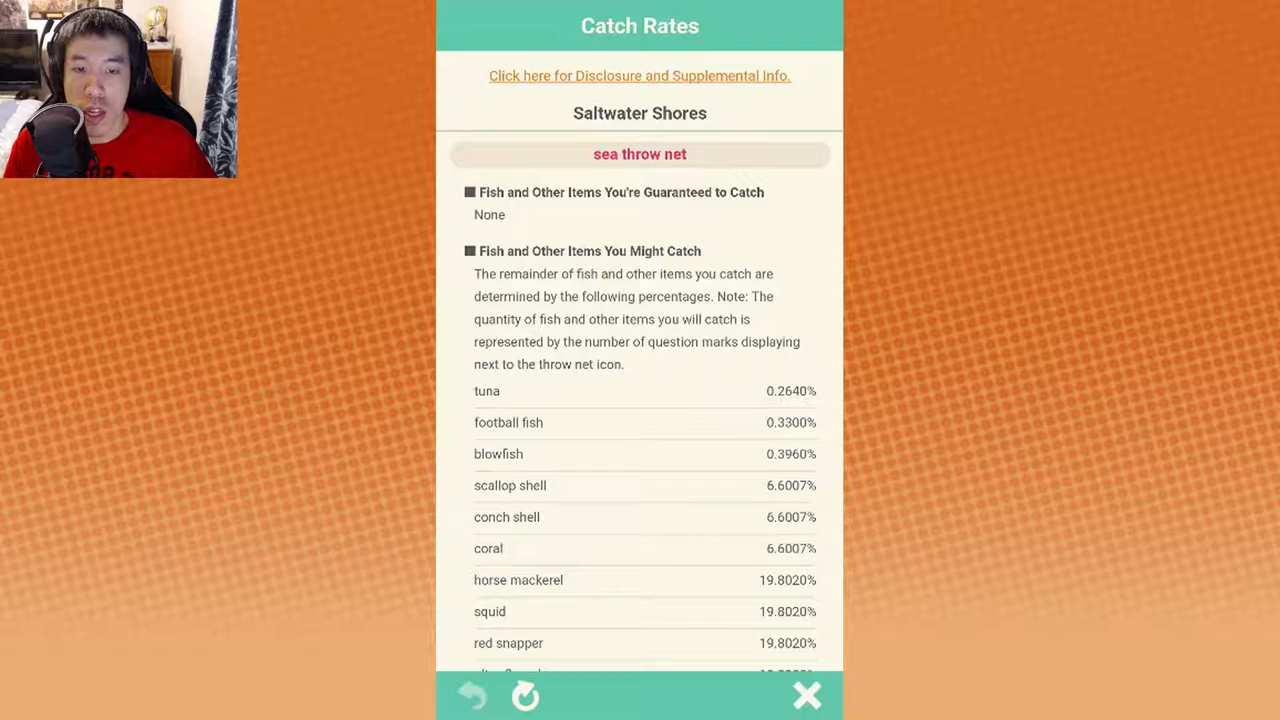 Catch Rates
Click here for Disclosure and Supplemental Info.
Saltwater Shores
sea throw net
Fish and Other Items You're Guaranteed to Catch
None
Fish and Other Items You Might Catch
The remainder of fish and other items you catch are
determined by the following percentages. Note: The
quantity of fish and other items you will catch is
represented by the number of question marks displaying
next to the throw net icon.
tuna 0.2640%
football fish 0.3300%
blowfish 0.3960%
scallop shell 6.6007%
conch shell 6.6007%
coral 6.6007%
horse mackerel 19.8020%
squid 19.8020%
red snapper 19.8020%